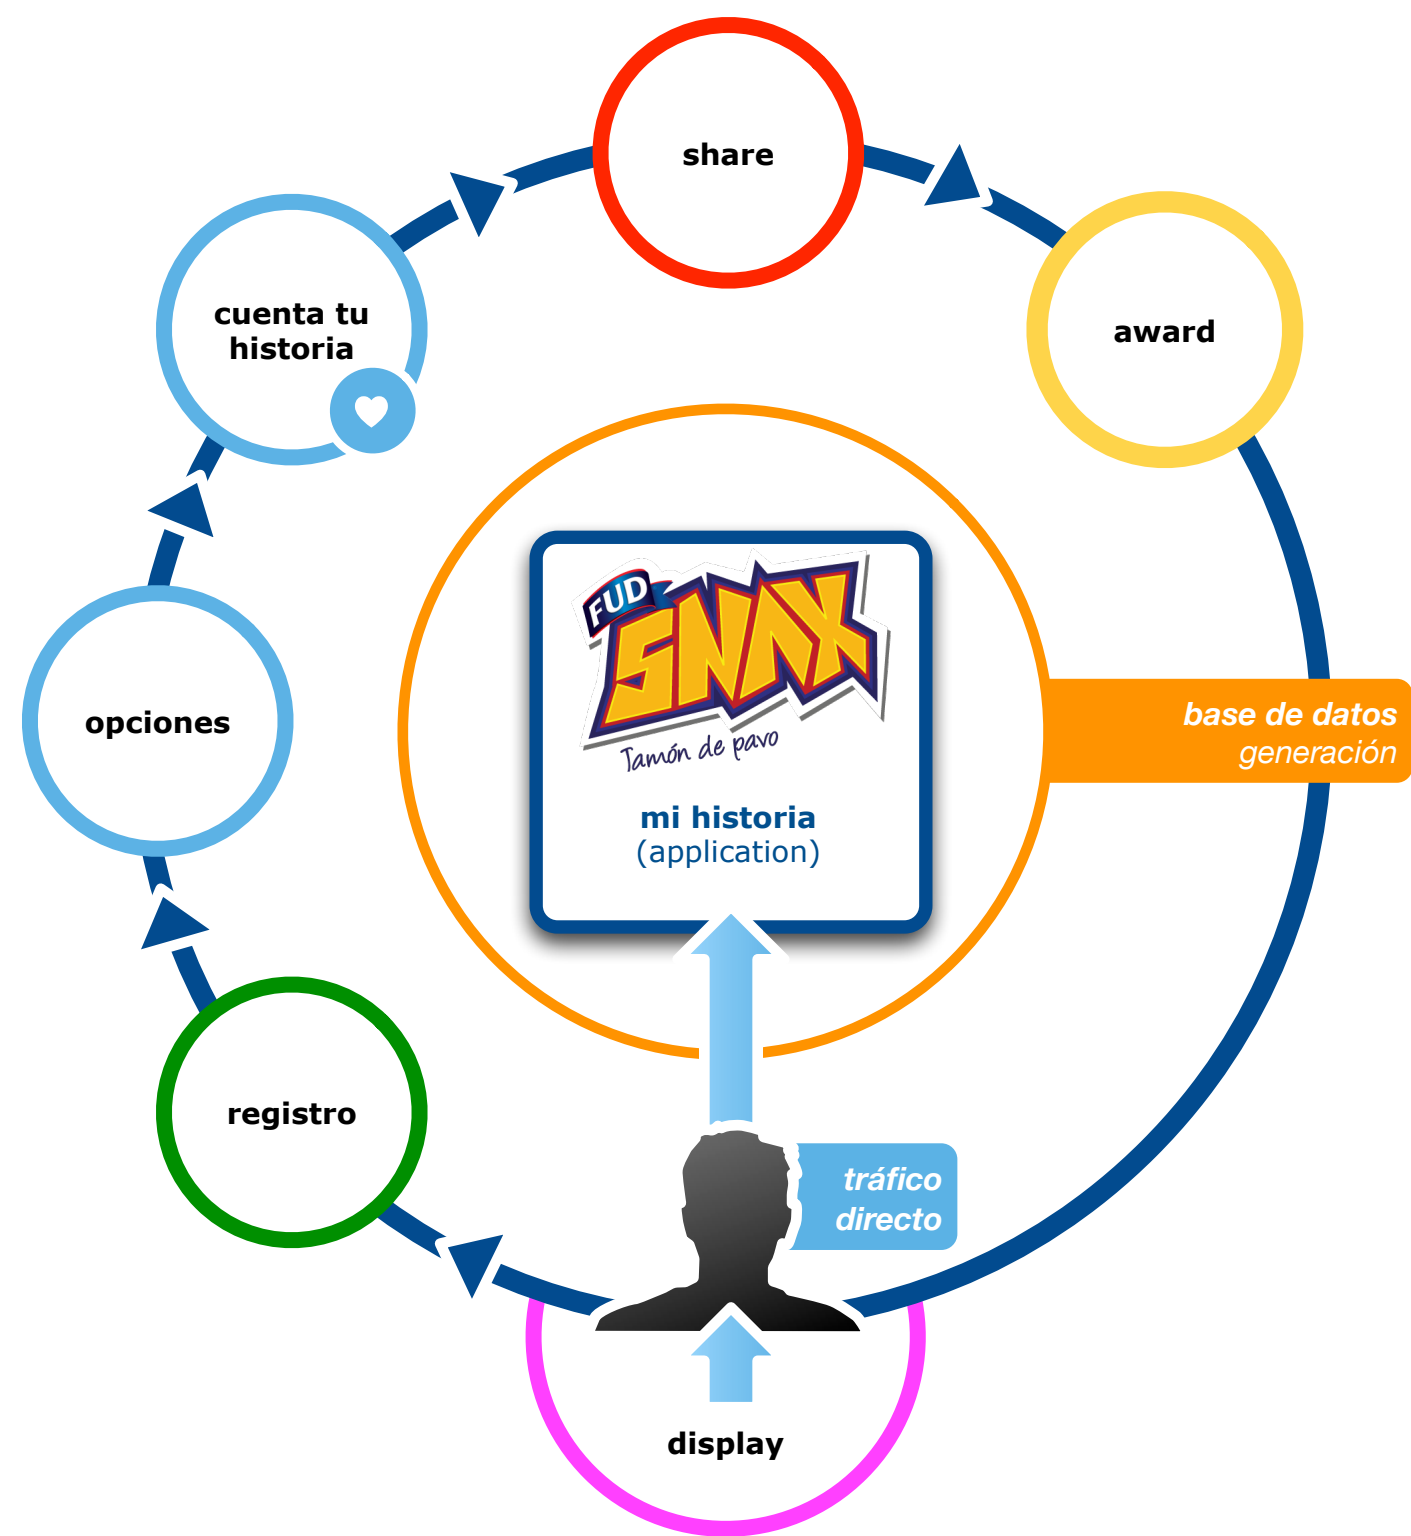 share
cuenta tu
historia
award
FUD
SNAX
Jamón de pavo
opciones
base de datos
generación
mi historia
(application)
registro
tráfico
directo
display